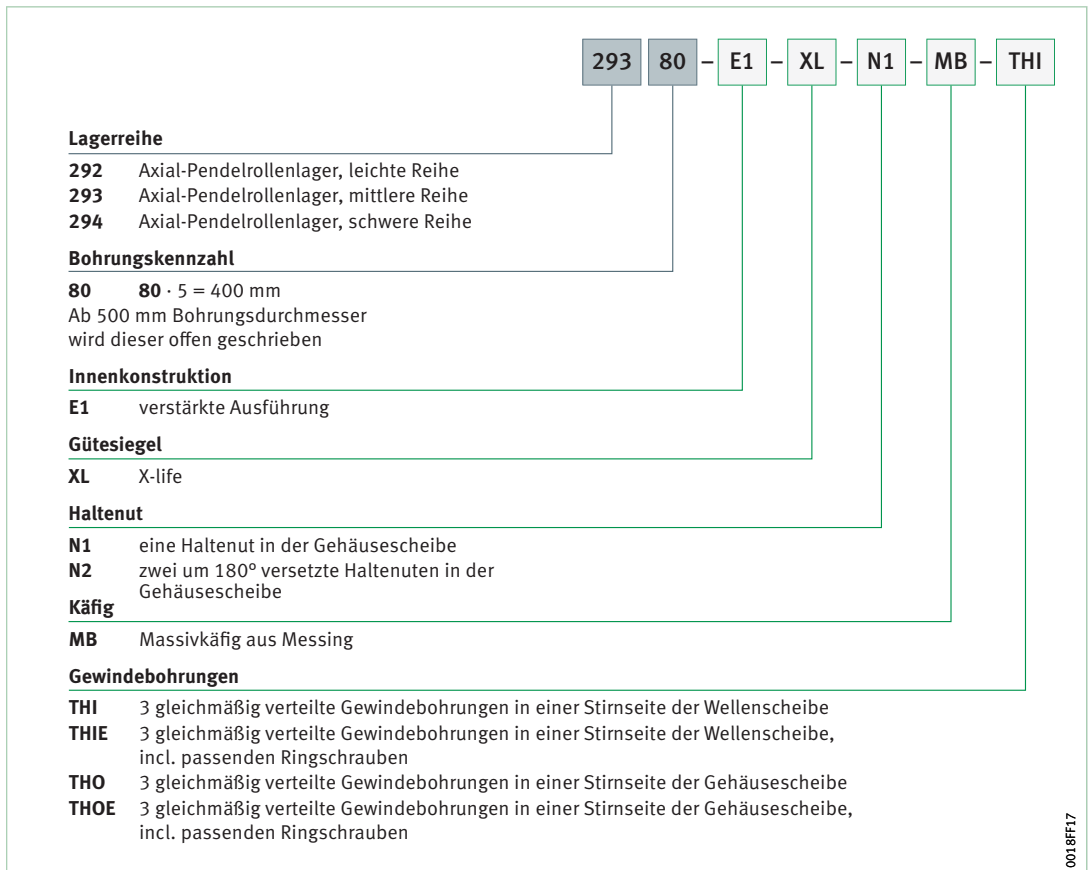 293 80 – E1 – XL – N1 – MB – THI
Lagerreihe
292 Axial-Pendelrollenlager, leichte Reihe
293 Axial-Pendelrollenlager, mittlere Reihe
294 Axial-Pendelrollenlager, schwere Reihe
Bohrungskennzahl
80 80 · 5 = 400 mm
Ab 500 mm Bohrungsdurchmesser
wird dieser offen geschrieben
Innenkonstruktion
E1 verstärkte Ausführung
Gütesiegel
XL X-life
Haltenut
N1 eine Haltenut in der Gehäusescheibe
N2 zwei um 180° versetzte Haltenuten in der
Gehäusescheibe
Käfig
MB Massivkäfig aus Messing
Gewindebohrungen
THI 3 gleichmäßig verteilte Gewindebohrungen in einer Stirnseite der Wellenscheibe
THIE 3 gleichmäßig verteilte Gewindebohrungen in einer Stirnseite der Wellenscheibe,
incl. passenden Ringschrauben
THO 3 gleichmäßig verteilte Gewindebohrungen in einer Stirnseite der Gehäusescheibe
THOE 3 gleichmäßig verteilte Gewindebohrungen in einer Stirnseite der Gehäusescheibe,
incl. passenden Ringschrauben
0018FF17